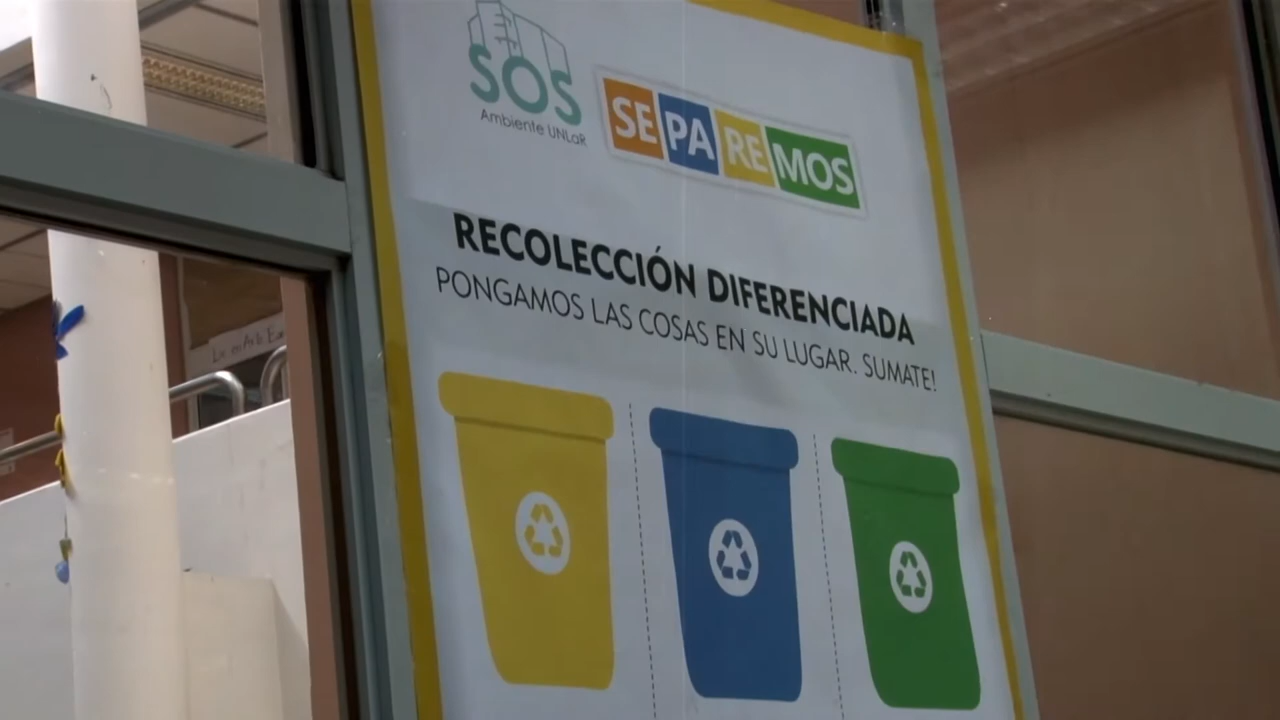 SOS
Ambiente UNLaR
SEPAREMOS
RECOLECCIÓN DIFERENCIADA
PONGAMOS LAS COSAS EN SU LUGAR. SUMATE!